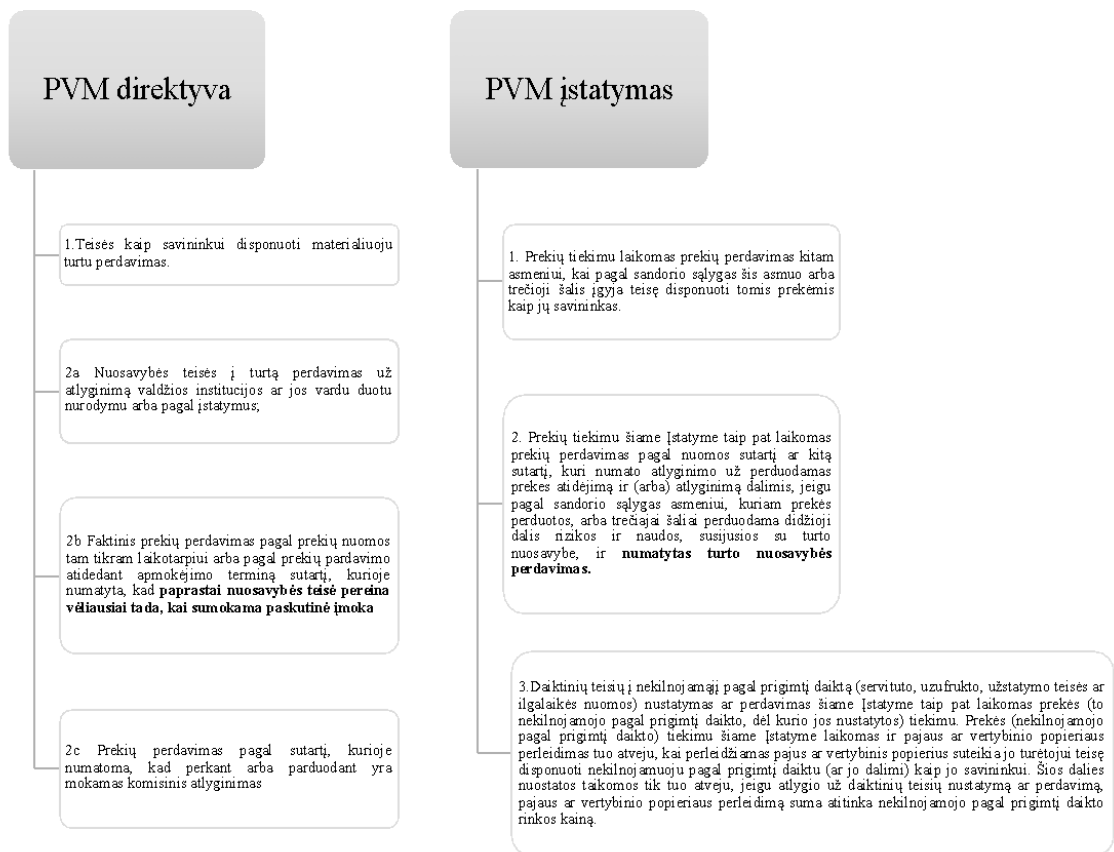 PVM direktyva
1.Teisės kaip savininkui disponuoti materialiuoju
turtu perdavimas.
2a Nuosavybės teisės į turtą perdavimas už
atlyginimą valdžios institucijos ar jos vardu duotu
nurodymu arba pagal įstatymus;
2b Faktinis prekių perdavimas pagal prekių nuomos
tam tikram laikotarpiui arba pagal prekių pardavimo
atidedant apmokėjimo terminą sutartį, kurioje
numatyta, kad paprastai nuosavybės teisė pereina
vėliausiai tada, kai sumokama paskutinė įmoka
2c Prekių perdavimas pagal sutartį, kurioje
numatoma, kad perkant arba parduodant yra
mokamas komisinis atlyginimas
PVM įstatymas
1. Prekių tiekimu laikomas prekių perdavimas kitam
asmeniui, kai pagal sandorio sąlygas šis asmuo arba
trečioji šalis įgyja teisę disponuoti tomis prekėmis
kaip jų savininkas.
2. Prekių tiekimu šiame Įstatyme taip pat laikomas
prekių perdavimas pagal nuomos sutartį ar kitą
sutartį, kuri numato atlyginimo už perduodamas
prekes atidėjimą ir (arba) atlyginimą dalimis, jeigu
pagal sandorio sąlygas asmeniui, kuriam prekės
perduotos, arba trečiajai šaliai perduodama didžioji
dalis rizikos ir naudos, susijusios su turto
nuosavybe, ir numatytas turto nuosavybės
perdavimas.
3.Daiktinių teisių į nekilnojamąjį pagal prigimtį daiktą (servituto, uzufrukto, užstatymo teisės ar
ilgalaikės nuomos) nustatymas ar perdavimas šiame Įstatyme taip pat laikomas prekės (to
nekilnojamojo pagal prigimtį daikto, dėl kurio jos nustatytos) tiekimu. Prekės (nekilnojamojo
pagal prigimtį daikto) tiekimu šiame Įstatyme laikomas ir pajaus ar vertybinio popieriaus
perleidimas tuo atveju, kai perleidžiamas pajus ar vertybinis popierius suteikia jo turėtojui teisę
disponuoti nekilnojamuoju pagal prigimtį daiktu (ar jo dalimi) kaip jo savininkui. Šios dalies
nuostatos taikomos tik tuo atveju, jeigu atlygio už daiktinių teisių nustatymą ar perdavimą,
pajaus ar vertybinio popieriaus perleidimą suma atitinka nekilnojamojo pagal prigimtį daikto
rinkos kainą.